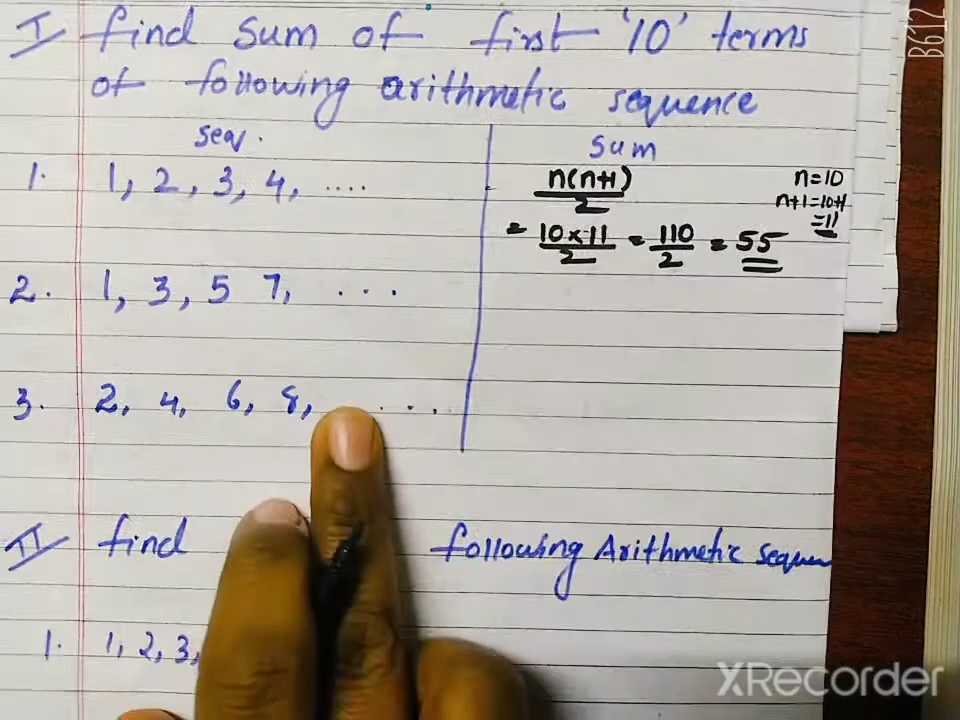 I find sum of first '10' terms
of following arithmetic sequence
seq. sum
1. 1, 2, 3, 4, ....
n(n+1)/2 n=10
n+1=10+1
=11
= 10×11/2 = 110/2 = 55
2. 1, 3, 5 7, ...
3. 2, 4, 6, 8, ....
II find following Arithmetic sequen
1. 1, 2, 3,
XRecorder
B612